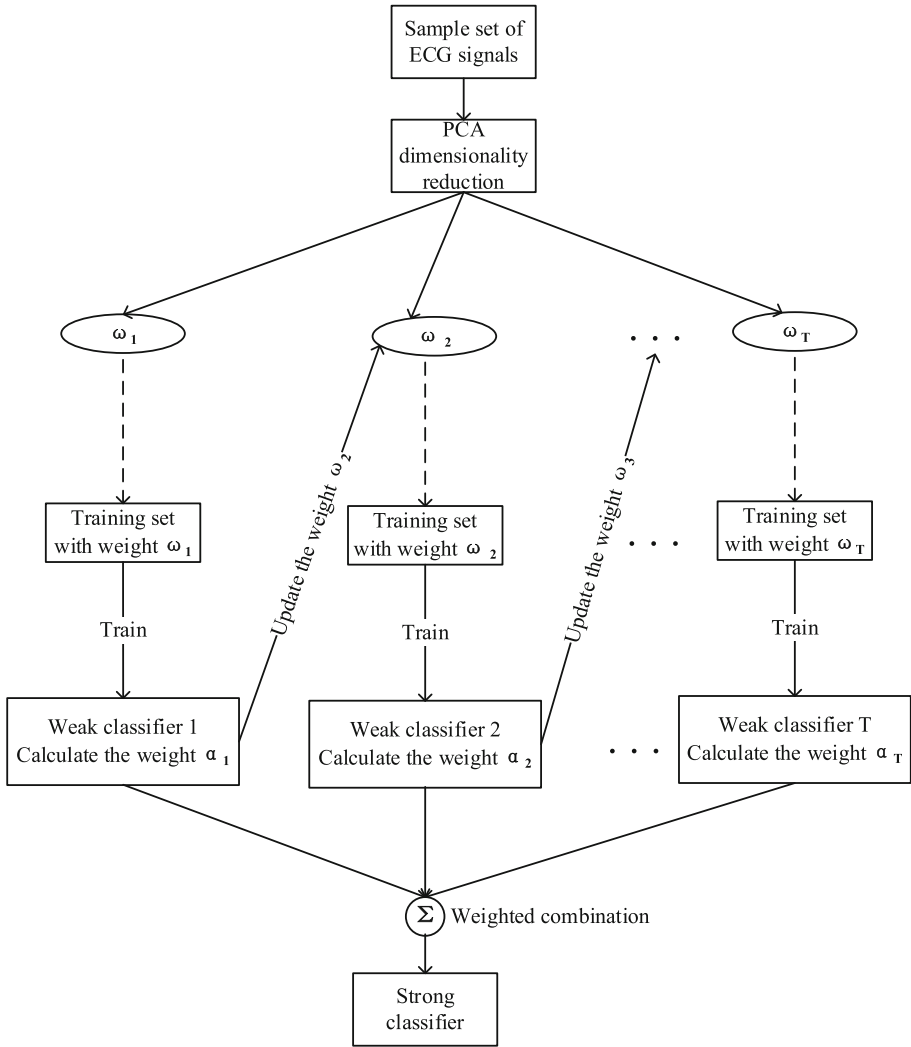 Sample set of
ECG signals
PCA
dimensionality
reduction
ω1
ω2
...
ωT
Update the weight ω2
Update the weight ω3
Training set
with weight ω1
Training set
with weight ω2
...
Training set
with weight ωT
Train
Train
Train
Weak classifier 1
Calculate the weight α1
Weak classifier 2
Calculate the weight α2
...
Weak classifier T
Calculate the weight αT
Σ Weighted combination
Strong
classifier